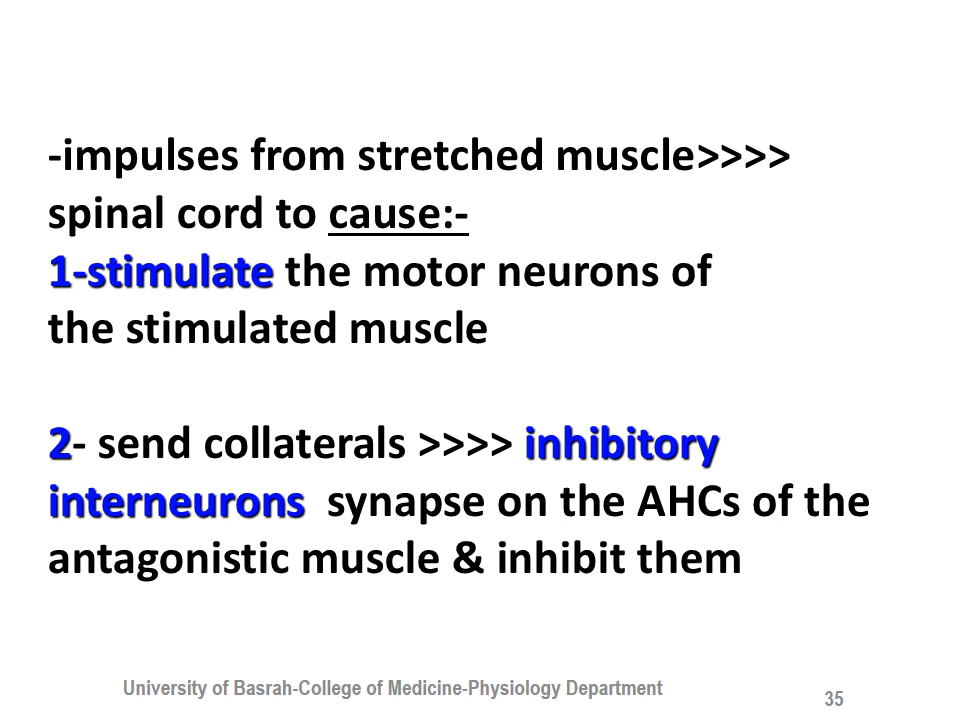 -impulses from stretched muscle>>>>
spinal cord to cause:-
1-stimulate the motor neurons of
the stimulated muscle
2- send collaterals >>>> inhibitory
interneurons synapse on the AHCs of the
antagonistic muscle & inhibit them
University of Basrah-College of Medicine-Physiology Department
35